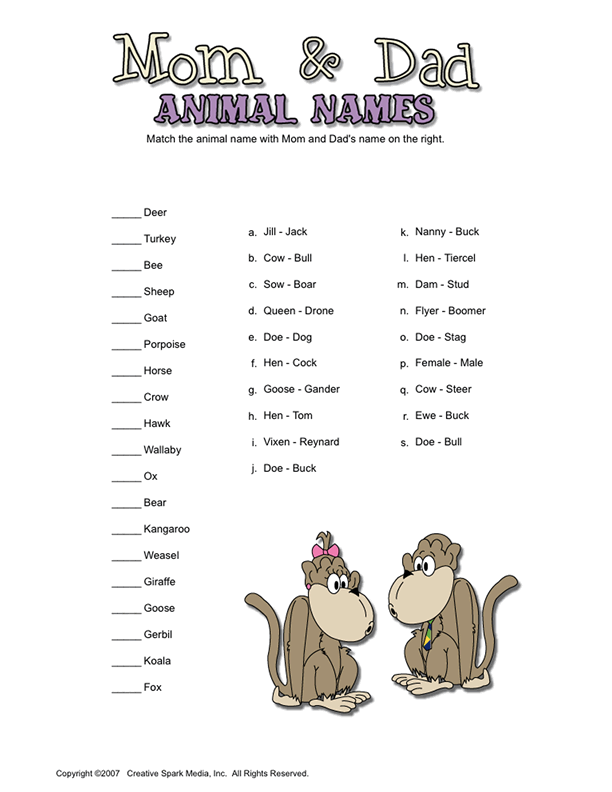 Mom & Dad
ANIMAL NAMES
Match the animal name with Mom and Dad's name on the right.
_____ Deer
_____ Turkey
_____ Bee
_____ Sheep
_____ Goat
_____ Porpoise
_____ Horse
_____ Crow
_____ Hawk
_____ Wallaby
_____ Ox
_____ Bear
_____ Kangaroo
_____ Weasel
_____ Giraffe
_____ Goose
_____ Gerbil
_____ Koala
_____ Fox
a. Jill - Jack
b. Cow - Bull
c. Sow - Boar
d. Queen - Drone
e. Doe - Dog
f. Hen - Cock
g. Goose - Gander
h. Hen - Tom
i. Vixen - Reynard
j. Doe - Buck
k. Nanny - Buck
l. Hen - Tiercel
m. Dam - Stud
n. Flyer - Boomer
o. Doe - Stag
p. Female - Male
q. Cow - Steer
r. Ewe - Buck
s. Doe - Bull
Copyright ©2007 Creative Spark Media, Inc. All Rights Reserved.